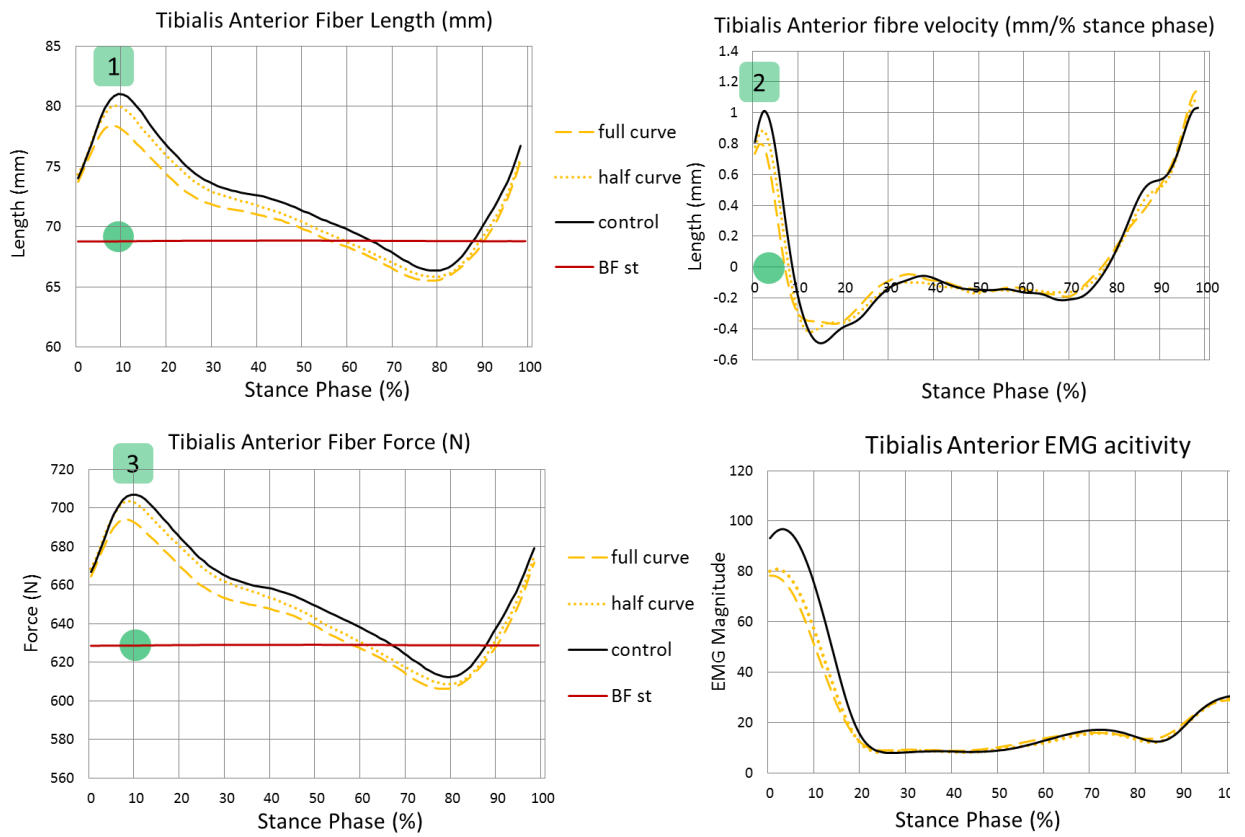 Tibialis Anterior Fiber Length (mm)
1
85
80
75
70
65
60
Length (mm)
0 10 20 30 40 50 60 70 80 90 100
Stance Phase (%)
full curve
half curve
control
BF st
Tibialis Anterior fibre velocity (mm/% stance phase)
2
1.4
1.2
1
0.8
0.6
0.4
0.2
0
-0.2
-0.4
-0.6
Length (mm)
0 10 20 30 40 50 60 70 80 90 100
Stance Phase (%)
Tibialis Anterior Fiber Force (N)
3
720
700
680
660
640
620
600
580
560
Force (N)
0 10 20 30 40 50 60 70 80 90 100
Stance Phase (%)
full curve
half curve
control
BF st
Tibialis Anterior EMG acitivity
120
100
80
60
40
20
0
EMG Magnitude
0 10 20 30 40 50 60 70 80 90 10
Stance Phase (%)